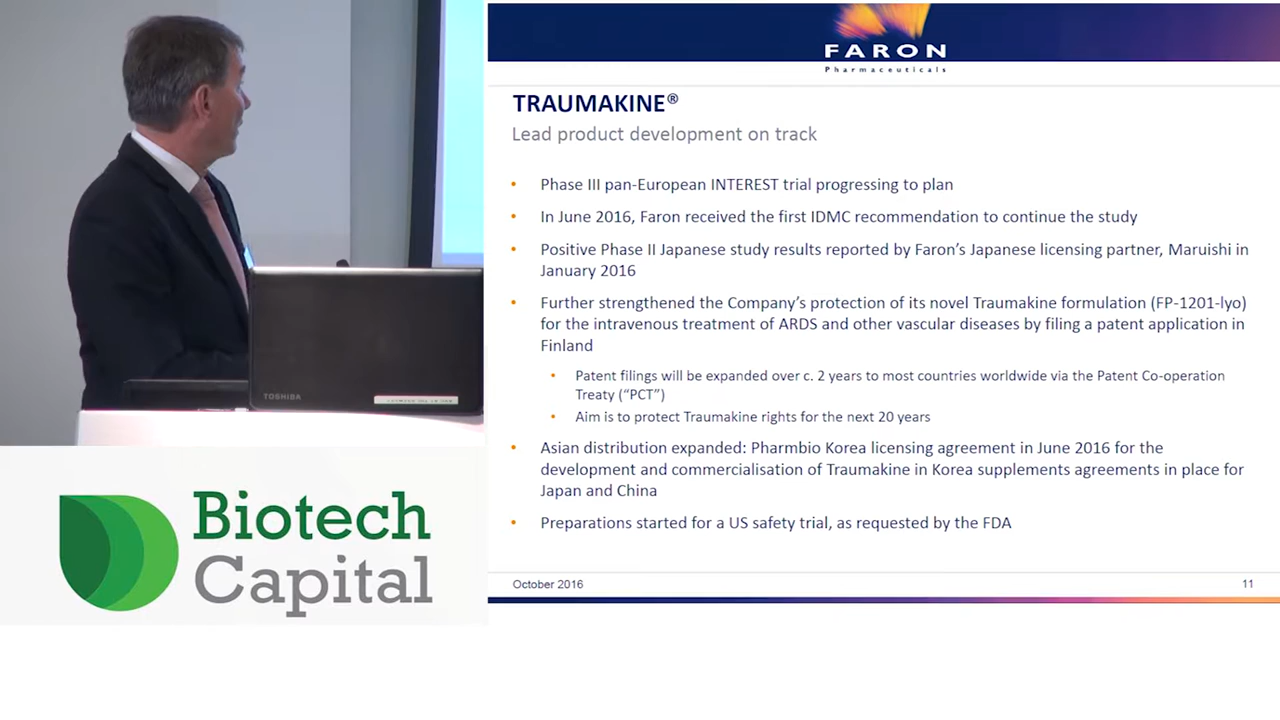 FARON
Pharmaceuticals
TRAUMAKINE®
Lead product development on track
• Phase III pan-European INTEREST trial progressing to plan
• In June 2016, Faron received the first IDMC recommendation to continue the study
• Positive Phase II Japanese study results reported by Faron's Japanese licensing partner, Maruishi in
January 2016
• Further strengthened the Company's protection of its novel Traumakine formulation (FP-1201-lyo)
for the intravenous treatment of ARDS and other vascular diseases by filing a patent application in
Finland
• Patent filings will be expanded over c. 2 years to most countries worldwide via the Patent Co-operation
Treaty ("PCT")
• Aim is to protect Traumakine rights for the next 20 years
• Asian distribution expanded: Pharmbio Korea licensing agreement in June 2016 for the
development and commercialisation of Traumakine in Korea supplements agreements in place for
Japan and China
• Preparations started for a US safety trial, as requested by the FDA
October 2016
11
TOSHIBA
Biotech
Capital